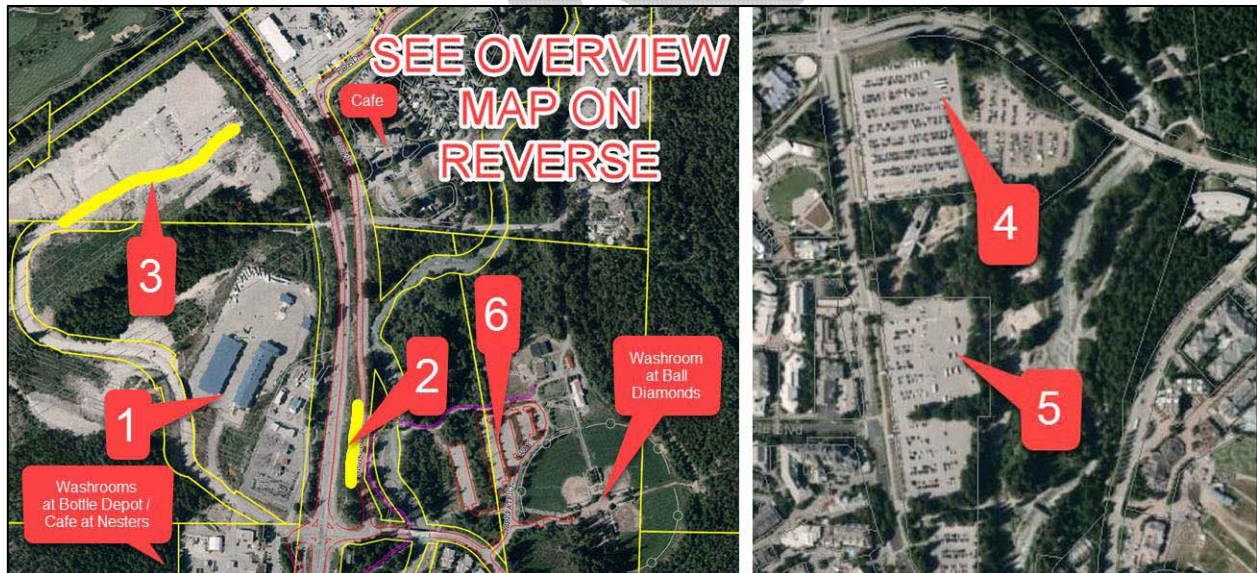 SEE OVERVIEW
MAP ON
REVERSE
Cafe
3
1
2
6
Washroom
at Ball
Diamonds
Washrooms
at Bottle Depot /
Cafe at Nesters
4
5